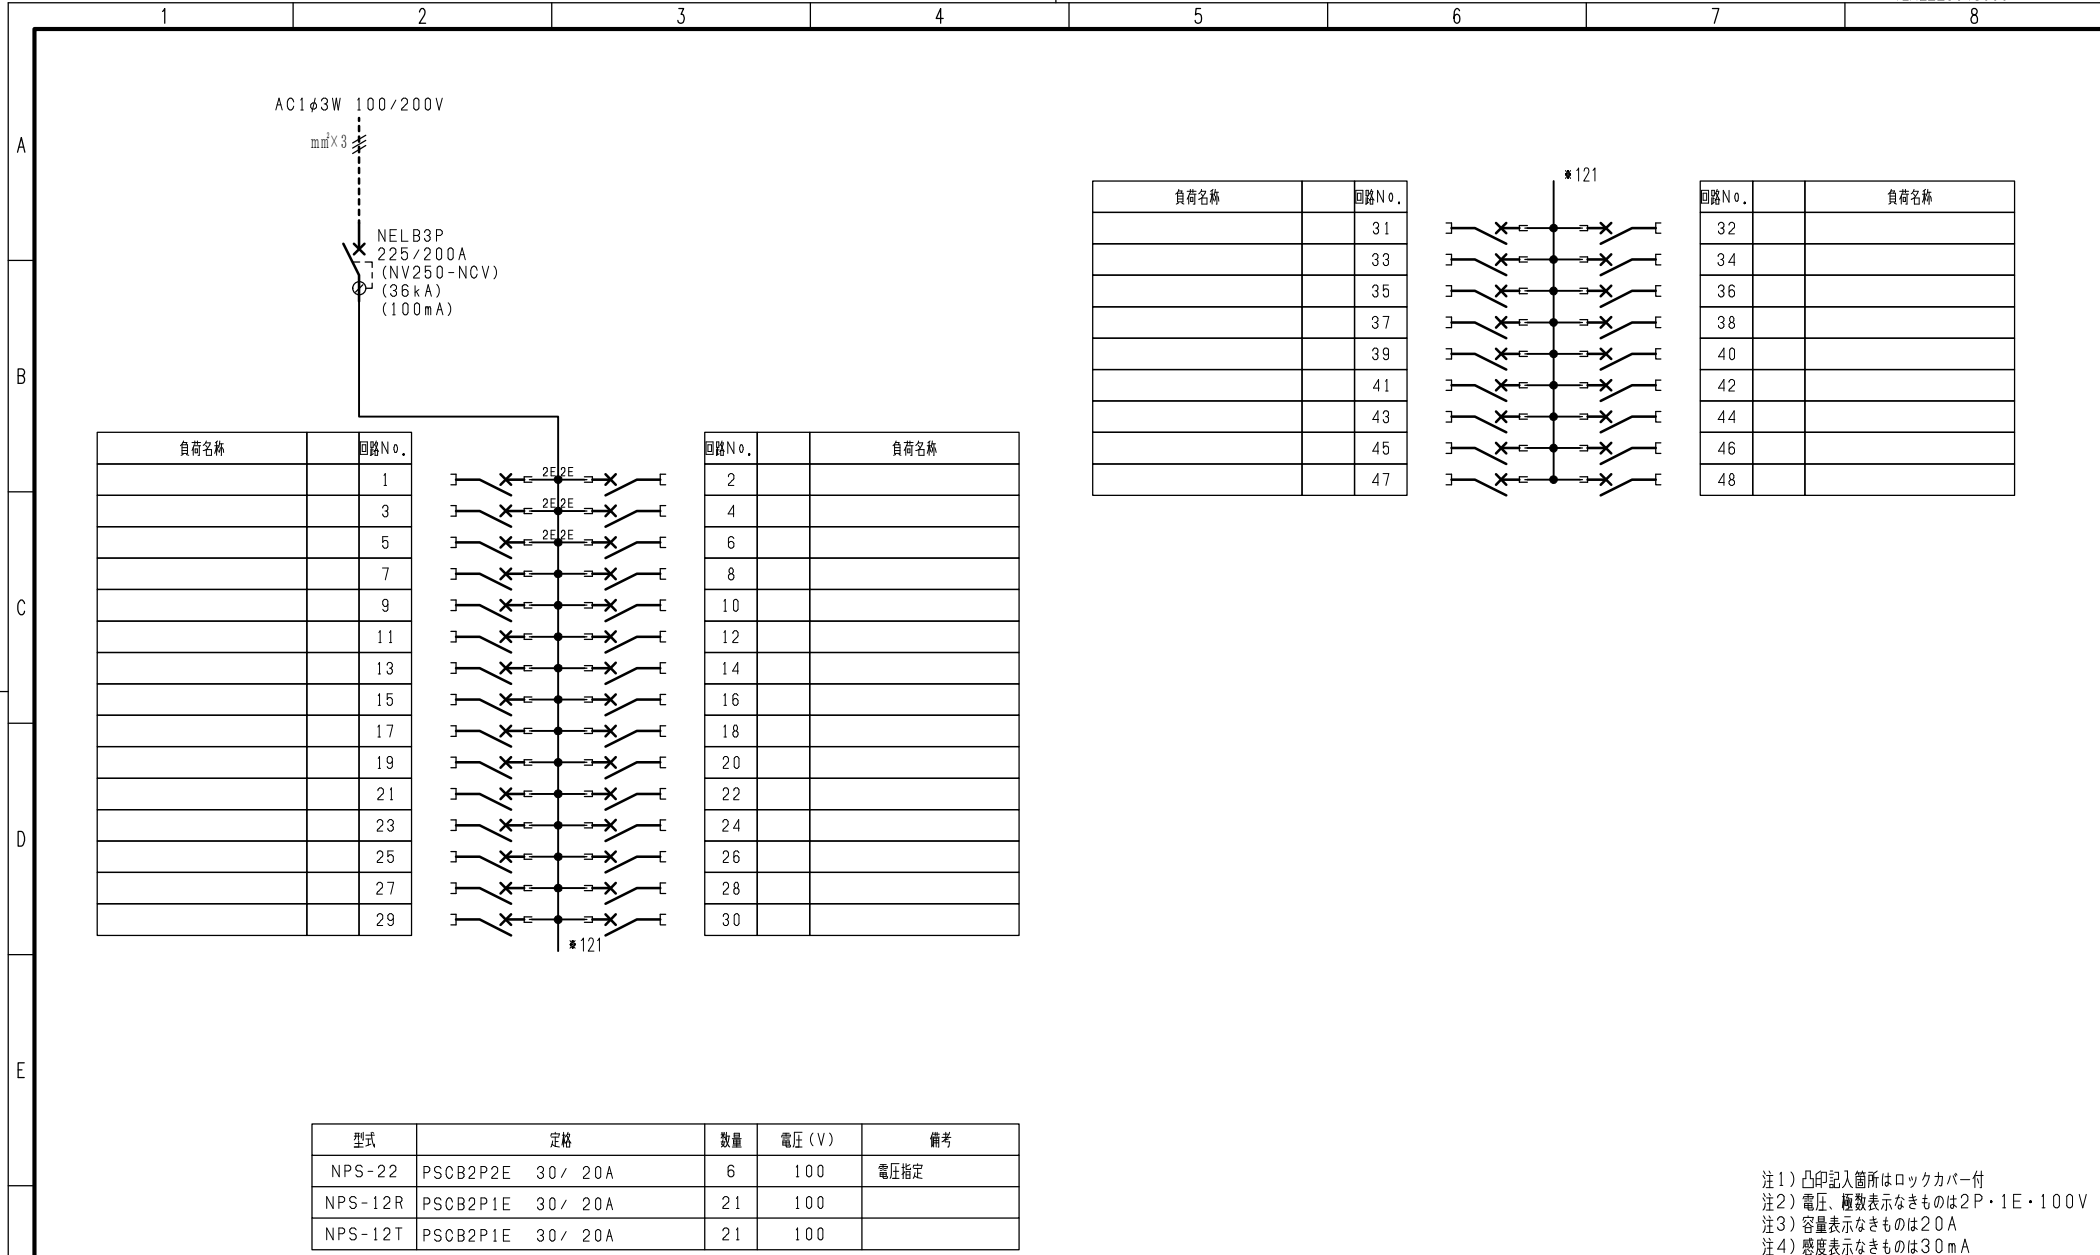 1 2 3 4 5 6 7 8
A
B
C
D
E
AC1φ3W 100/200V
mm²×3
NELB3P
225/200A
(NV250-NCV)
(36kA)
(100mA)
負荷名称 回路No. 回路No. 負荷名称
1 2E 2E 2
3 2E 2E 4
5 2E 2E 6
7 8
9 10
11 12
13 14
15 16
17 18
19 20
21 22
23 24
25 26
27 28
29 30
*121
*121
負荷名称 回路No. 回路No. 負荷名称
31 32
33 34
35 36
37 38
39 40
41 42
43 44
45 46
47 48
型式 定格 数量 電圧(V) 備考
NPS-22 PSCB2P2E 30/ 20A 6 100 電圧指定
NPS-12R PSCB2P1E 30/ 20A 21 100
NPS-12T PSCB2P1E 30/ 20A 21 100
注1)凸印記入箇所はロックカバー付
注2)電圧、極数表示なきものは2P・1E・100V
注3)容量表示なきものは20A
注4)感度表示なきものは30mA